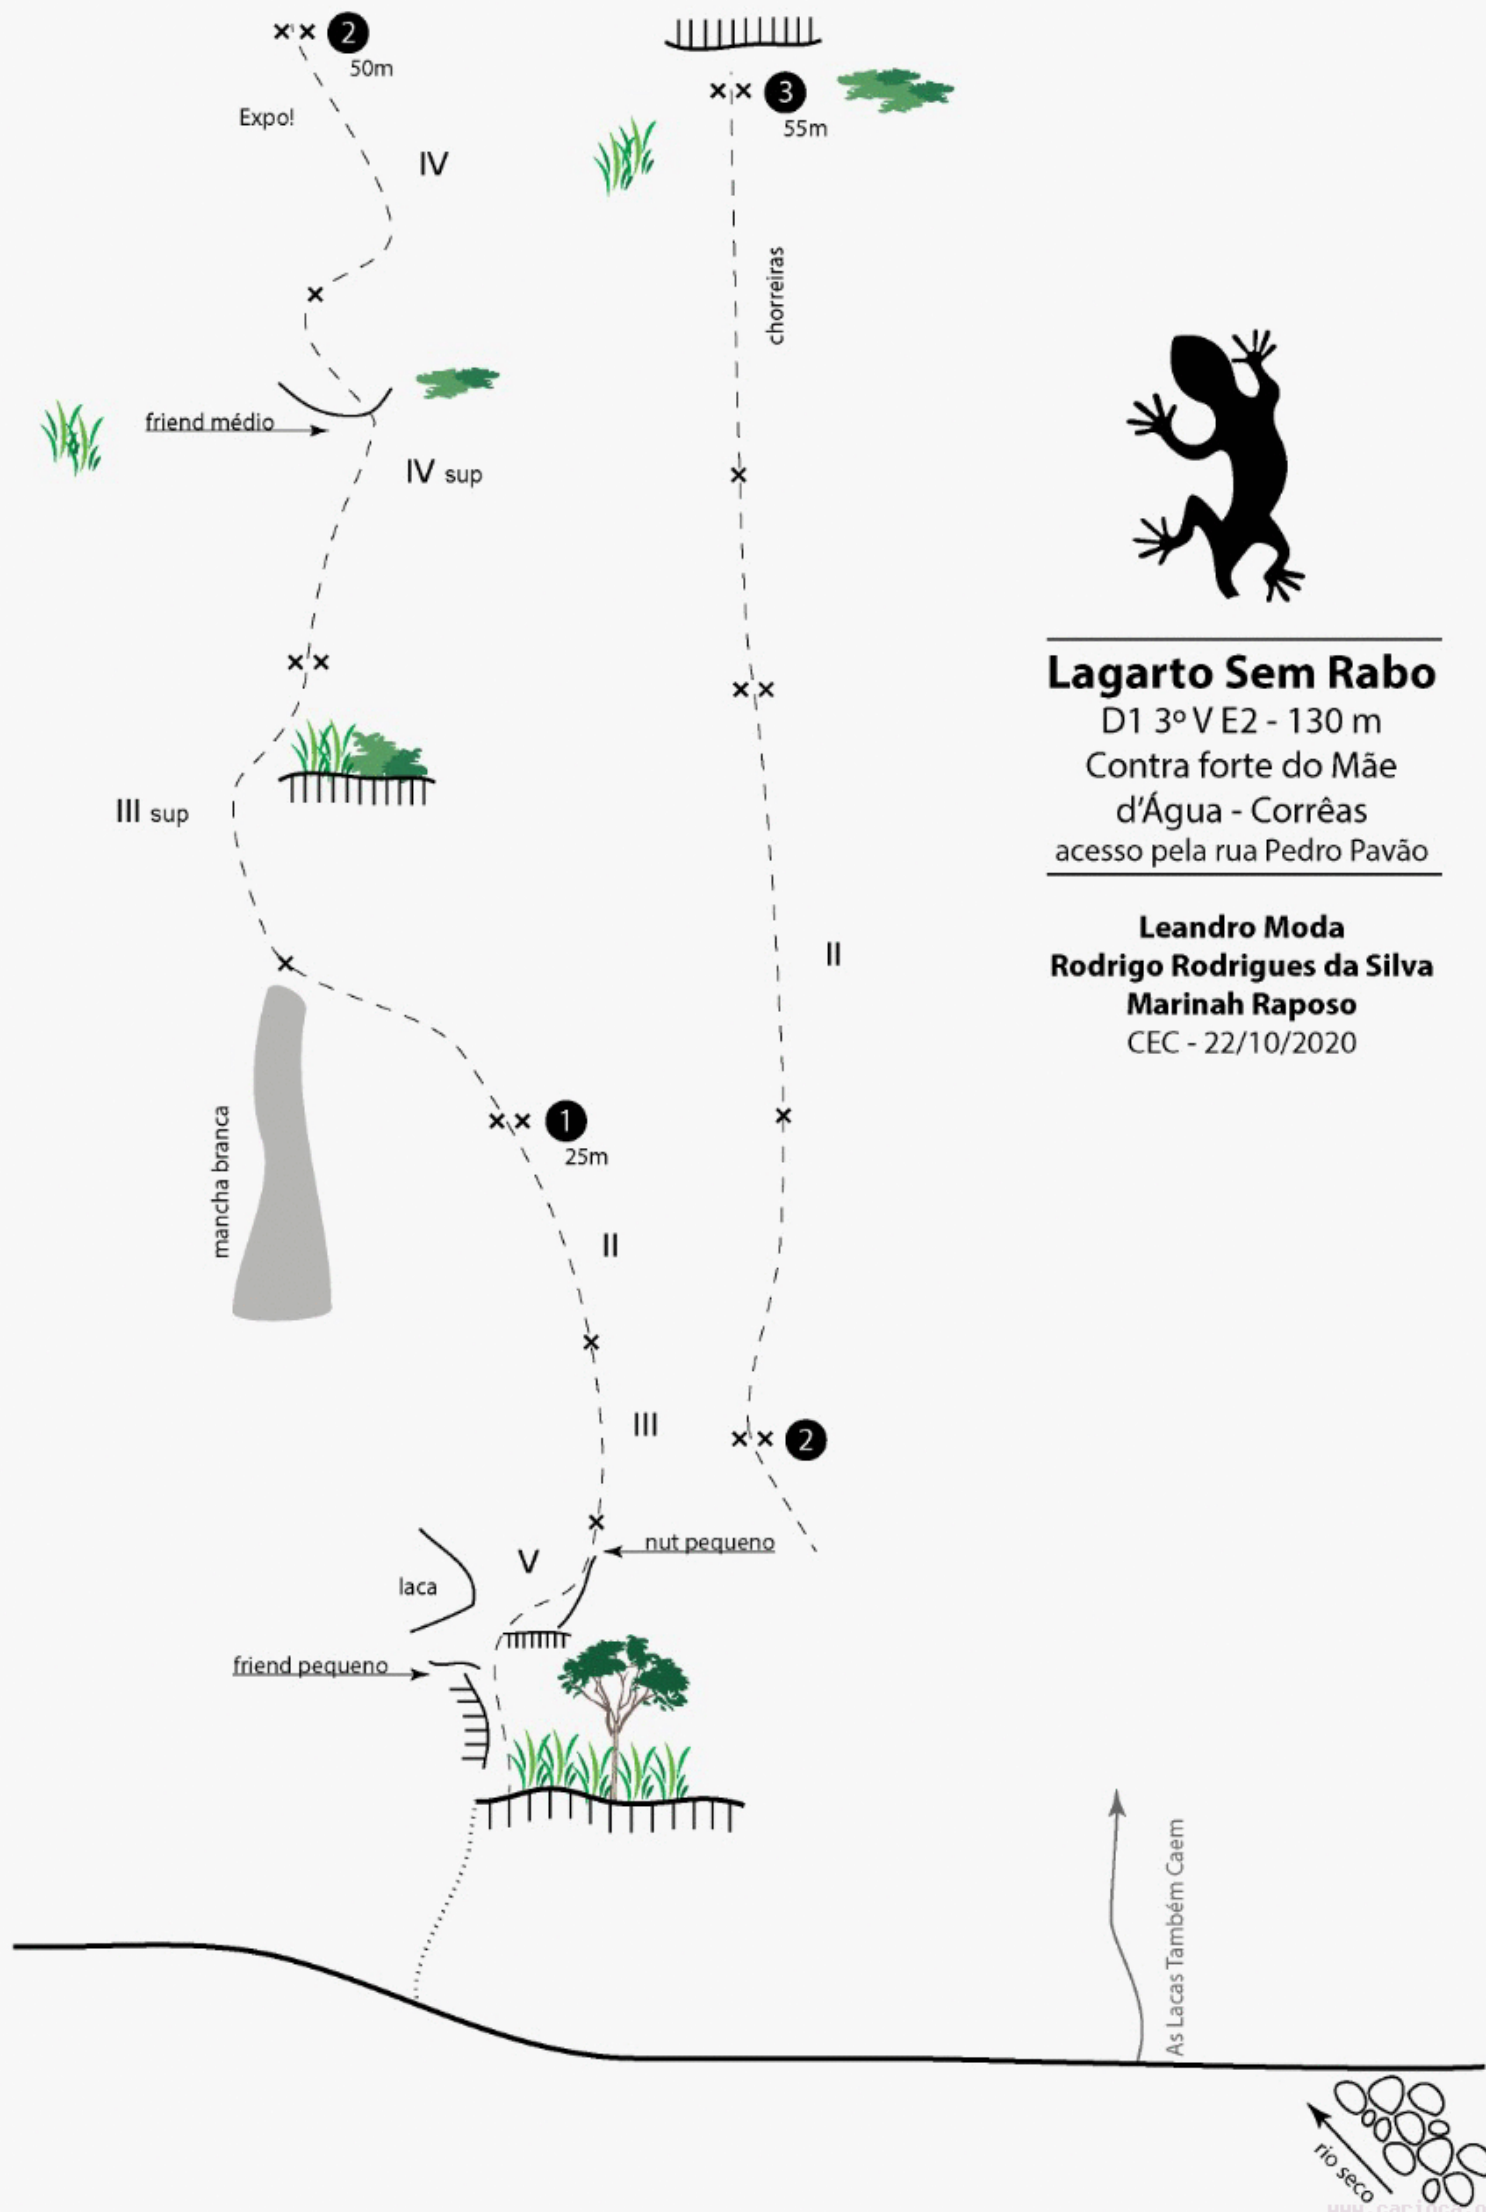 2
50m
Expo!
IV
friend médio
IV sup
III sup
mancha branca
1
25m
II
III
nut pequeno
V
laca
friend pequeno
3
55m
chorreiras
II
2
Lagarto Sem Rabo
D1 3º V E2 - 130 m
Contra forte do Mãe
d'Água - Corrêas
acesso pela rua Pedro Pavão
Leandro Moda
Rodrigo Rodrigues da Silva
Marinah Raposo
CEC - 22/10/2020
As Lacas Também Caem
rio seco